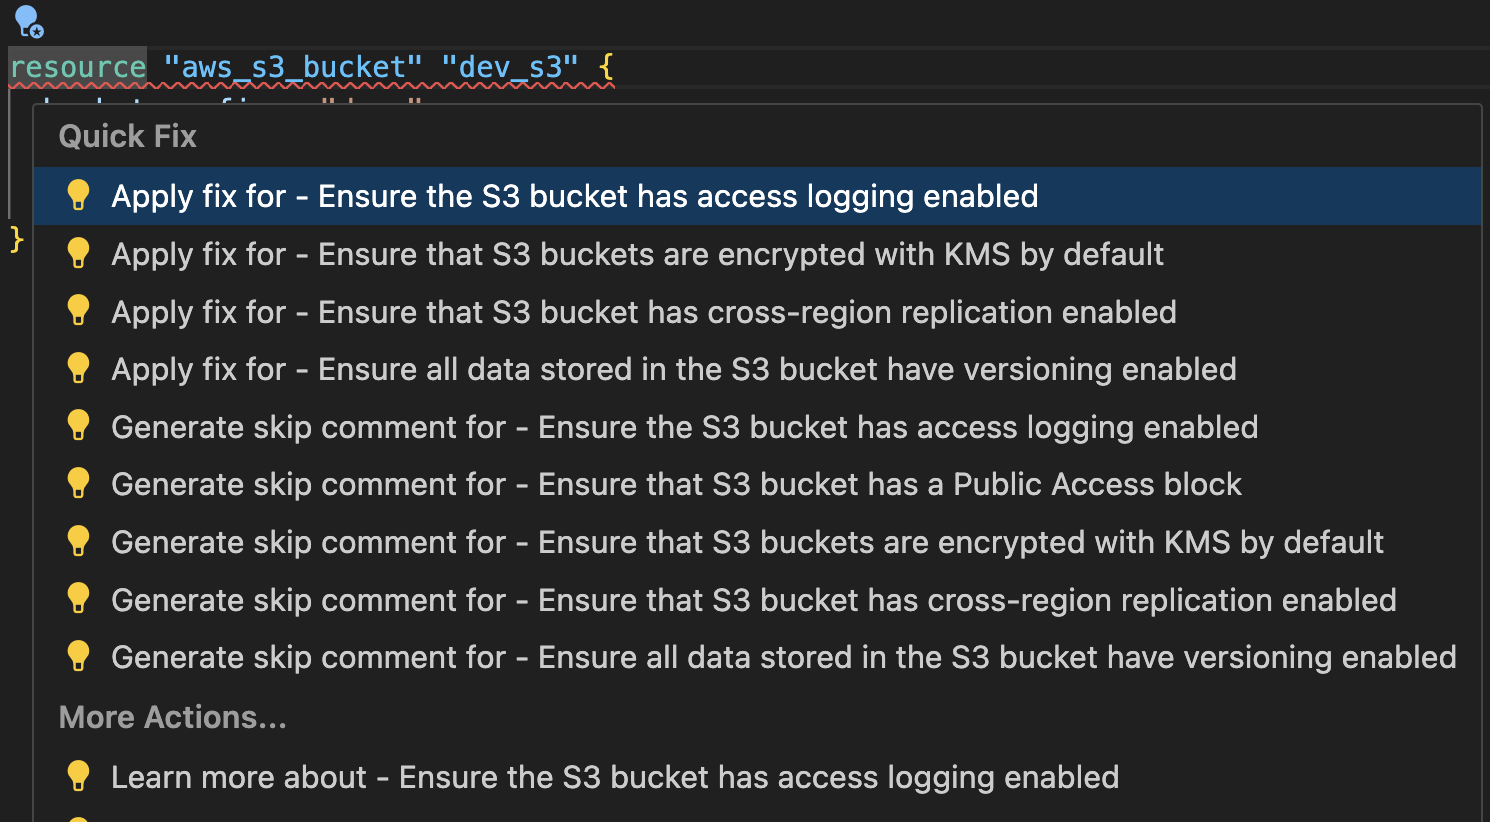 resource "aws_s3_bucket" "dev_s3" {
}
Quick Fix
Apply fix for - Ensure the S3 bucket has access logging enabled
Apply fix for - Ensure that S3 buckets are encrypted with KMS by default
Apply fix for - Ensure that S3 bucket has cross-region replication enabled
Apply fix for - Ensure all data stored in the S3 bucket have versioning enabled
Generate skip comment for - Ensure the S3 bucket has access logging enabled
Generate skip comment for - Ensure that S3 bucket has a Public Access block
Generate skip comment for - Ensure that S3 buckets are encrypted with KMS by default
Generate skip comment for - Ensure that S3 bucket has cross-region replication enabled
Generate skip comment for - Ensure all data stored in the S3 bucket have versioning enabled
More Actions...
Learn more about - Ensure the S3 bucket has access logging enabled